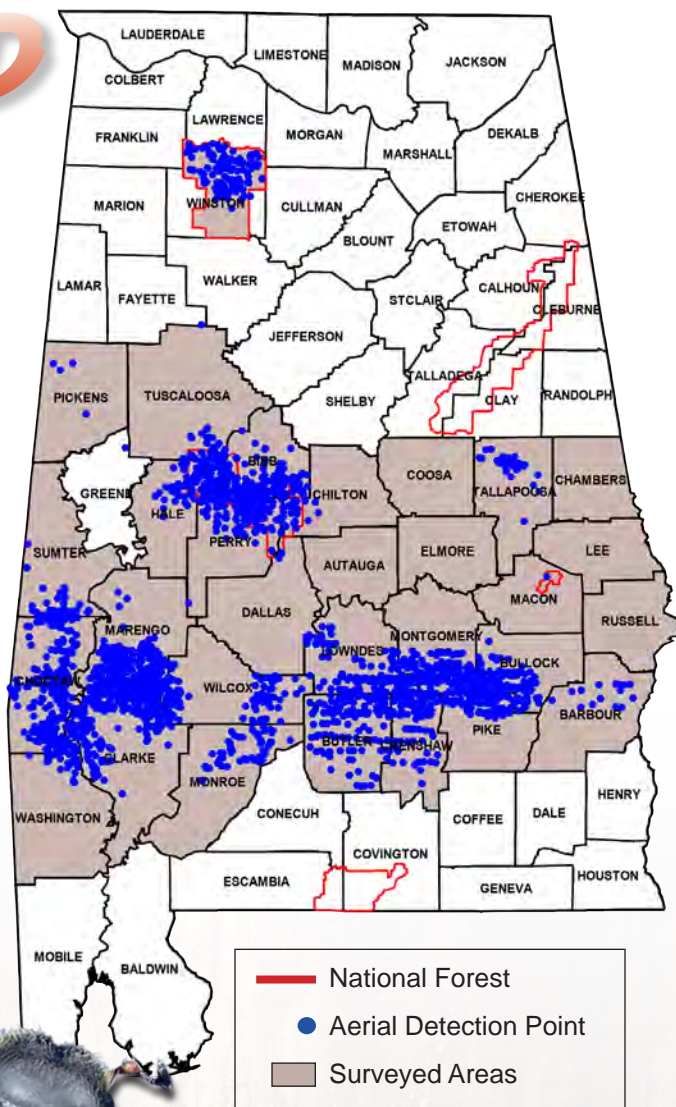 LAUDERDALE
LIMESTONE
MADISON
JACKSON
COLBERT
LAWRENCE
FRANKLIN
MORGAN
DEKALB
MARSHALL
CHEROKEE
MARION
WINSTON
CULLMAN
ETOWAH
BLOUNT
LAMAR
FAYETTE
WALKER
STCLAIR
CALHOUN
CLEBURNE
JEFFERSON
TALLADEGA
PICKENS
TUSCALOOSA
SHELBY
CLAY
RANDOLPH
BIBB
GREENE
HALE
CHILTON
COOSA
TALLAPOOSA
CHAMBERS
PERRY
SUMTER
AUTAUGA
ELMORE
LEE
MACON
DALLAS
RUSSELL
MARENGO
LOWNDES
MONTGOMERY
BULLOCK
CHOCTAW
WILCOX
BARBOUR
BUTLER
CRENSHAW
PIKE
CLARKE
MONROE
HENRY
WASHINGTON
CONECUH
COFFEE
DALE
COVINGTON
ESCAMBIA
GENEVA
HOUSTON
MOBILE
BALDWIN
National Forest
Aerial Detection Point
Surveyed Areas